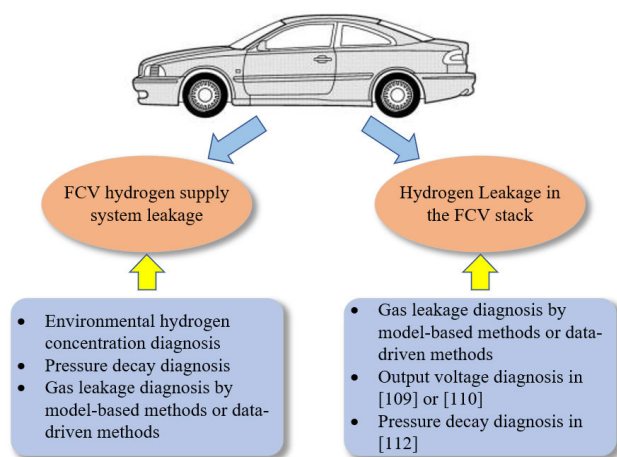 FCV hydrogen supply
system leakage
Hydrogen Leakage in
the FCV stack
• Environmental hydrogen
concentration diagnosis
• Pressure decay diagnosis
• Gas leakage diagnosis by
model-based methods or data-
driven methods
• Gas leakage diagnosis by
model-based methods or data-
driven methods
• Output voltage diagnosis in
[109] or [110]
• Pressure decay diagnosis in
[112]